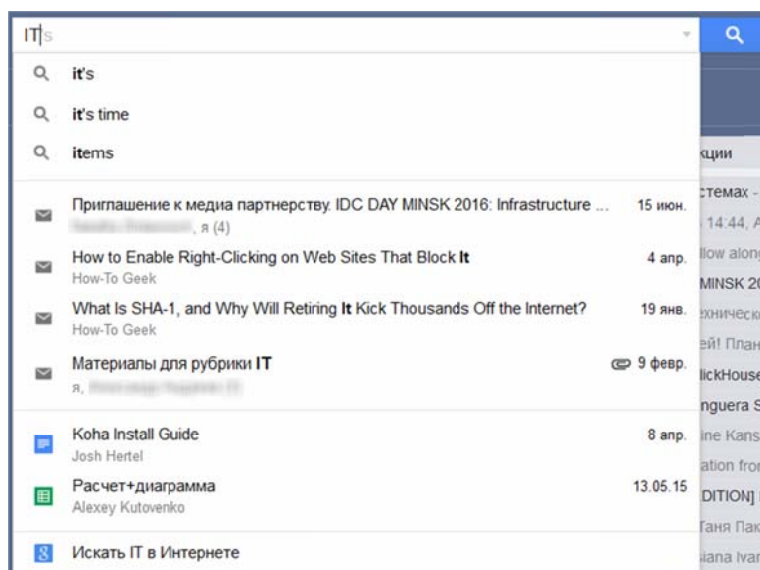 IT's
it's
it's time
items
Приглашение к медиа партнерству. IDC DAY MINSK 2016: Infrastructure ... 15 июн.
, я (4)
How to Enable Right-Clicking on Web Sites That Block It 4 апр.
How-To Geek
What Is SHA-1, and Why Will Retiring It Kick Thousands Off the Internet? 19 янв.
How-To Geek
Материалы для рубрики IT 9 февр.
я,
Koha Install Guide 8 апр.
Josh Hertel
Расчет+диаграмма 13.05.15
Alexey Kutovenko
Искать IT в Интернете
кции
стемах -
14:44, А
llow along
MINSK 20
ехническо
ей! План
lickHouse
nguera S
ine Kans
ation from
DITION]
Таня Пак
siana Ivan